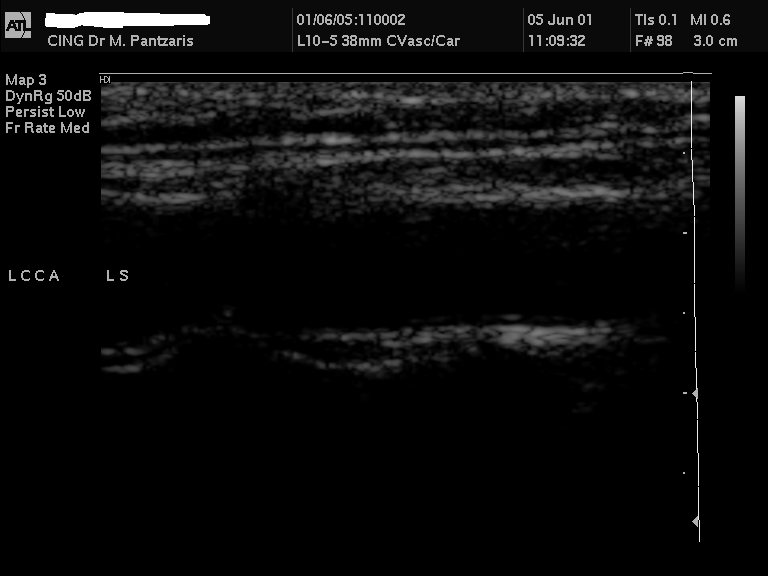 ATL
01/06/05:110002
05 Jun 01
TIs 0.1 MI 0.6
CING Dr M. Pantzaris
L10-5 38mm CVasc/Car
11:09:32
F# 98 3.0 cm
Map 3
DynRg 50dB
Persist Low
Fr Rate Med
HDI
LCCA LS